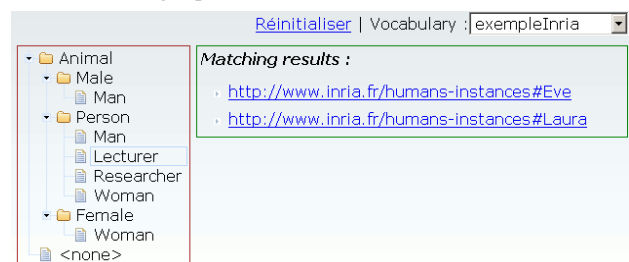 Réinitialiser | Vocabulary : exempleInria
Animal
Male
Man
Person
Man
Lecturer
Researcher
Woman
Female
Woman
<none>
Matching results :
http://www.inria.fr/humans-instances#Eve
http://www.inria.fr/humans-instances#Laura